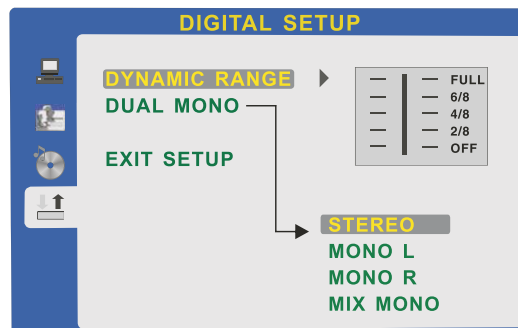 DIGITAL SETUP
DYNAMIC RANGE
DUAL MONO
EXIT SETUP
FULL
6/8
4/8
2/8
OFF
STEREO
MONO L
MONO R
MIX MONO